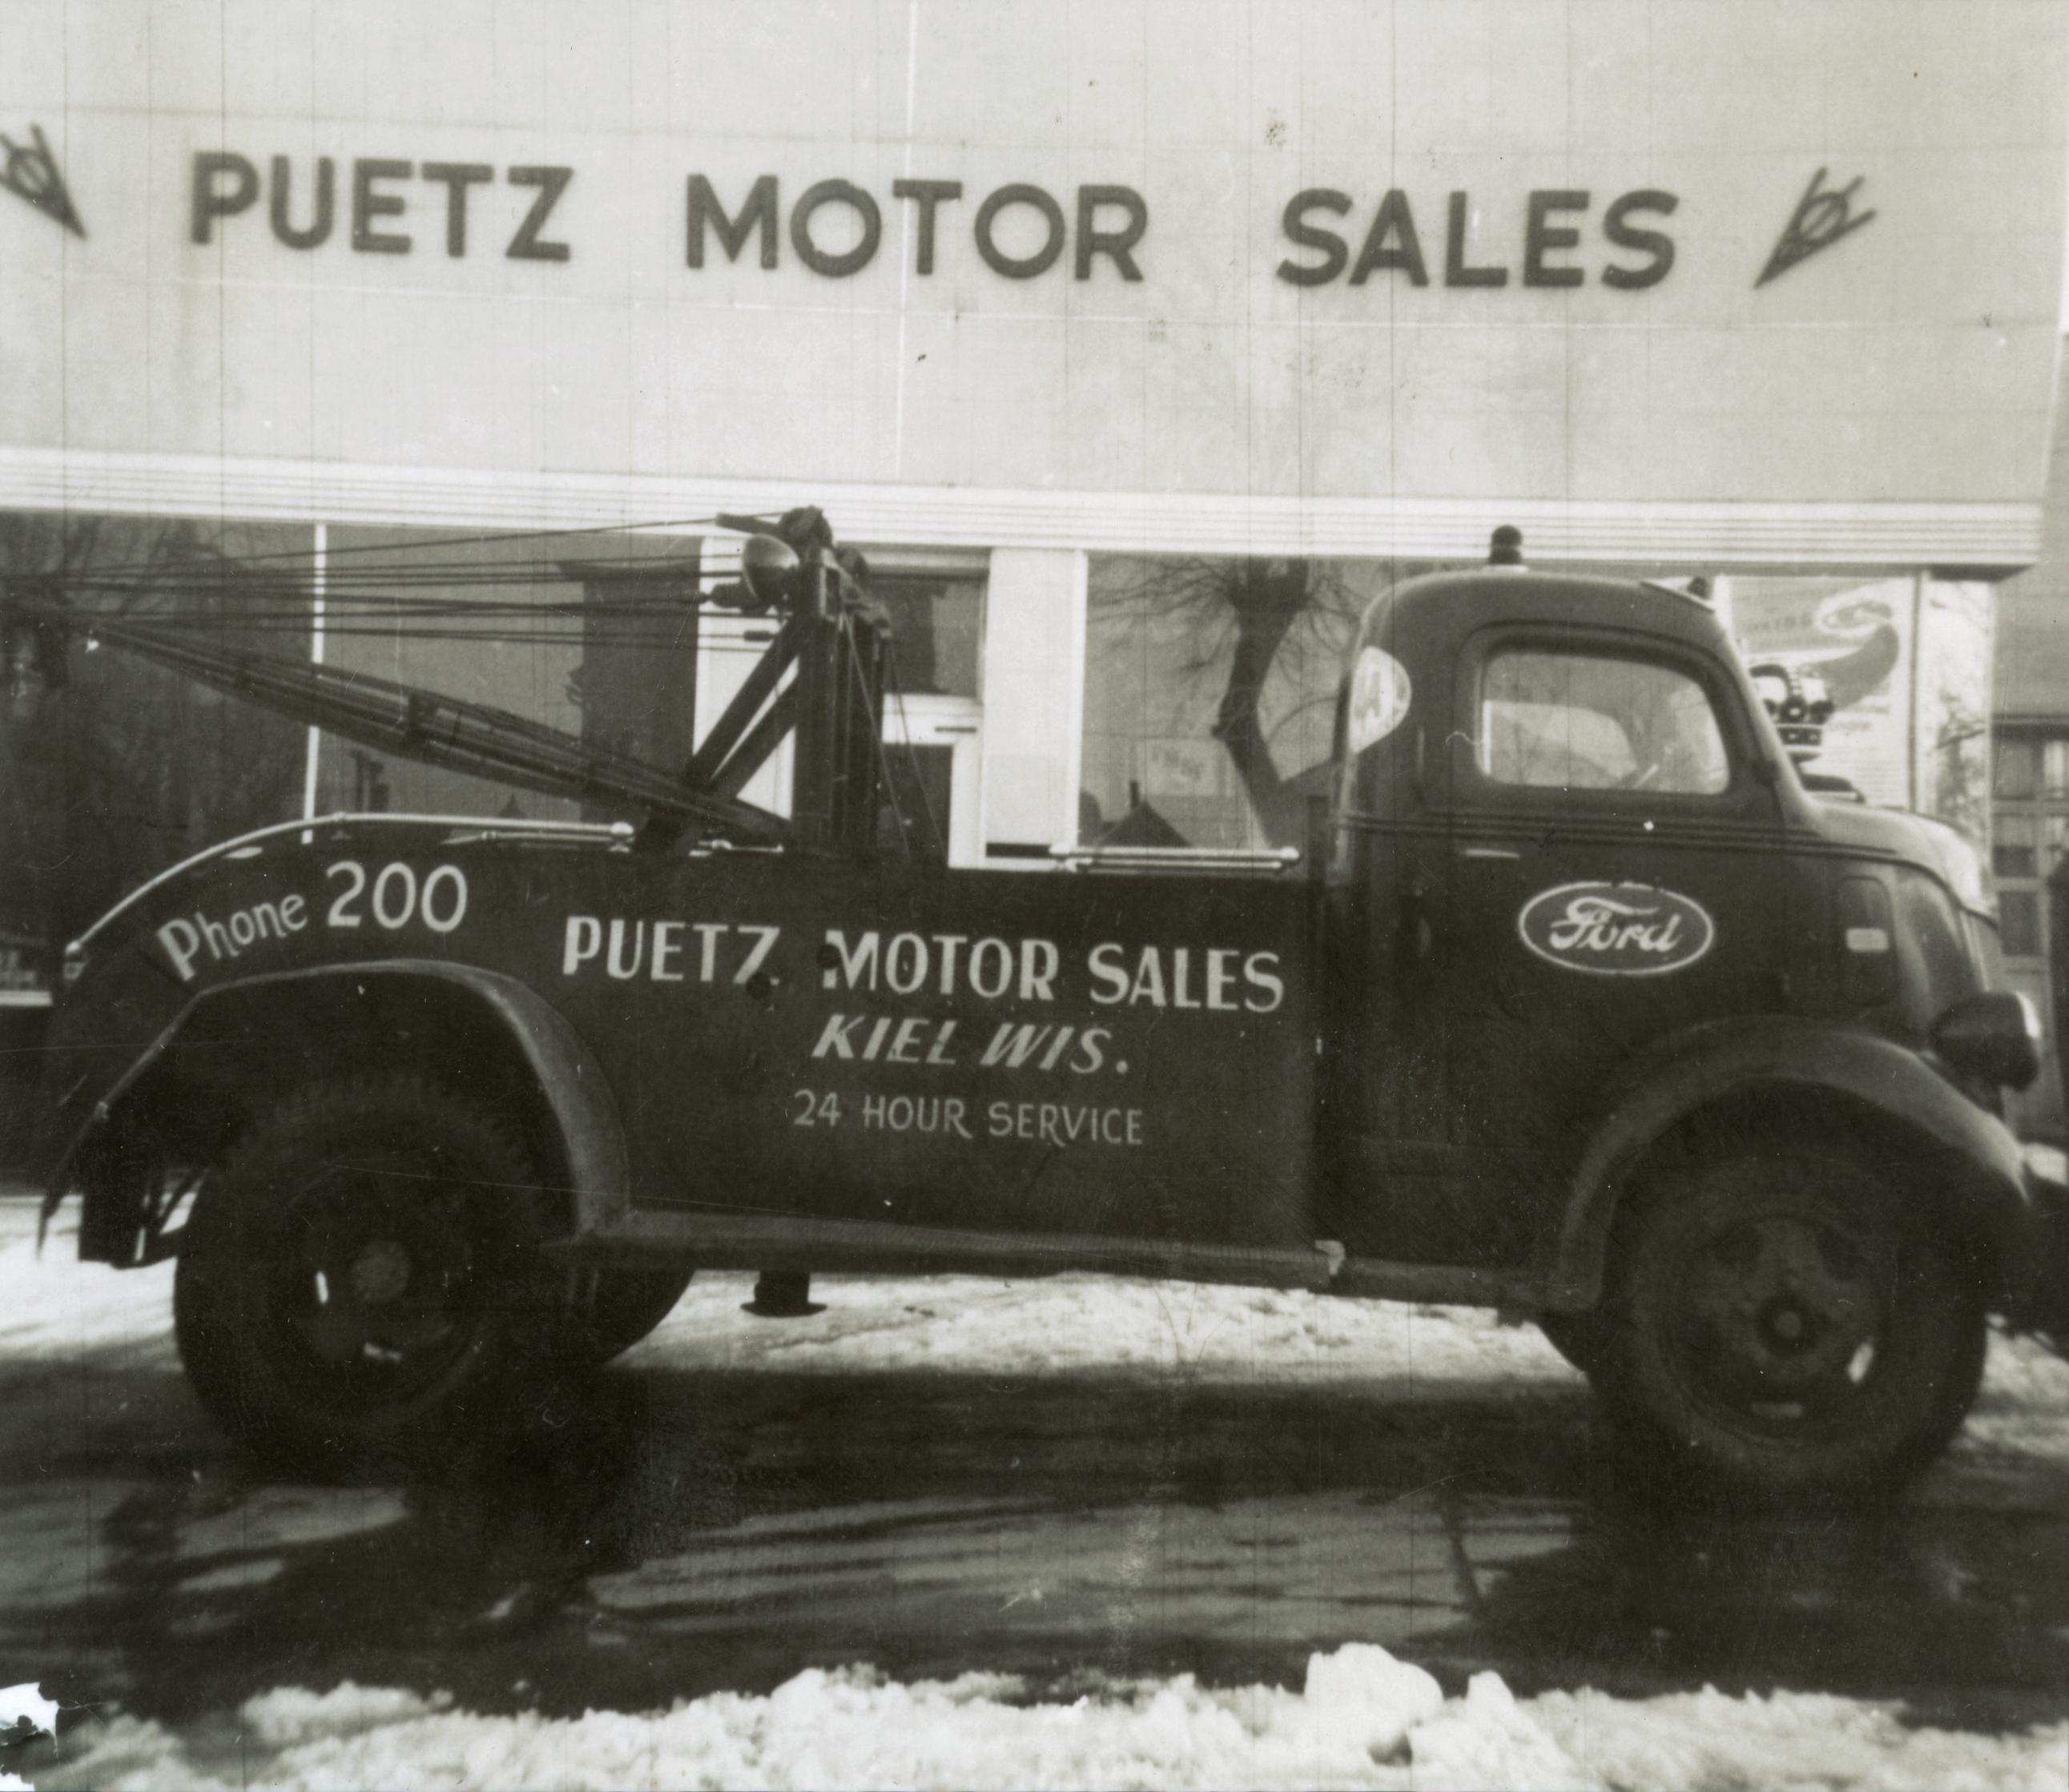 PUETZ MOTOR SALES
Phone 200
PUETZ MOTOR SALES
KIEL WIS.
24 HOUR SERVICE
Ford